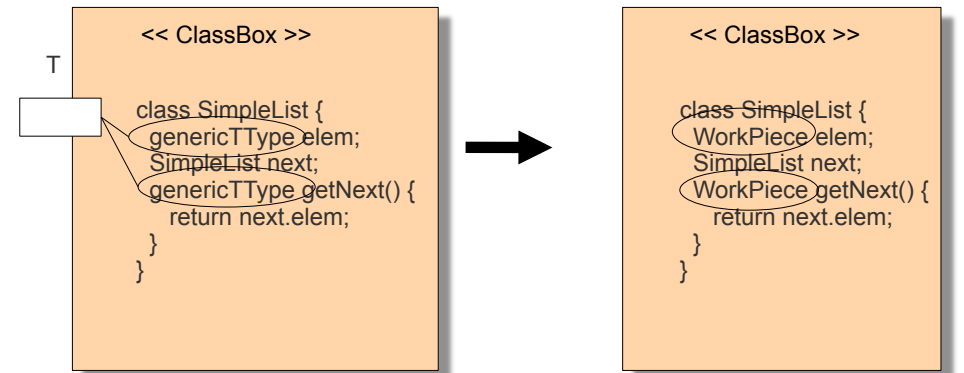 << ClassBox >>
T
class SimpleList {
genericTType elem;
SimpleList next;
genericTType getNext() {
return next.elem;
}
}
<< ClassBox >>
class SimpleList {
WorkPiece elem;
SimpleList next;
WorkPiece getNext() {
return next.elem;
}
}